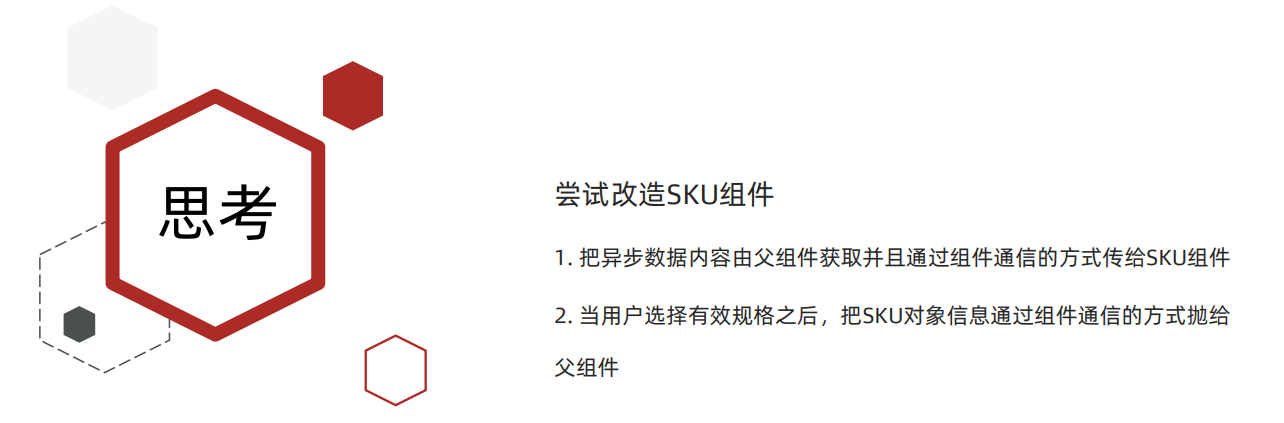 思考
尝试改造SKU组件
1. 把异步数据内容由父组件获取并且通过组件通信的方式传给SKU组件
2. 当用户选择有效规格之后，把SKU对象信息通过组件通信的方式抛给
父组件